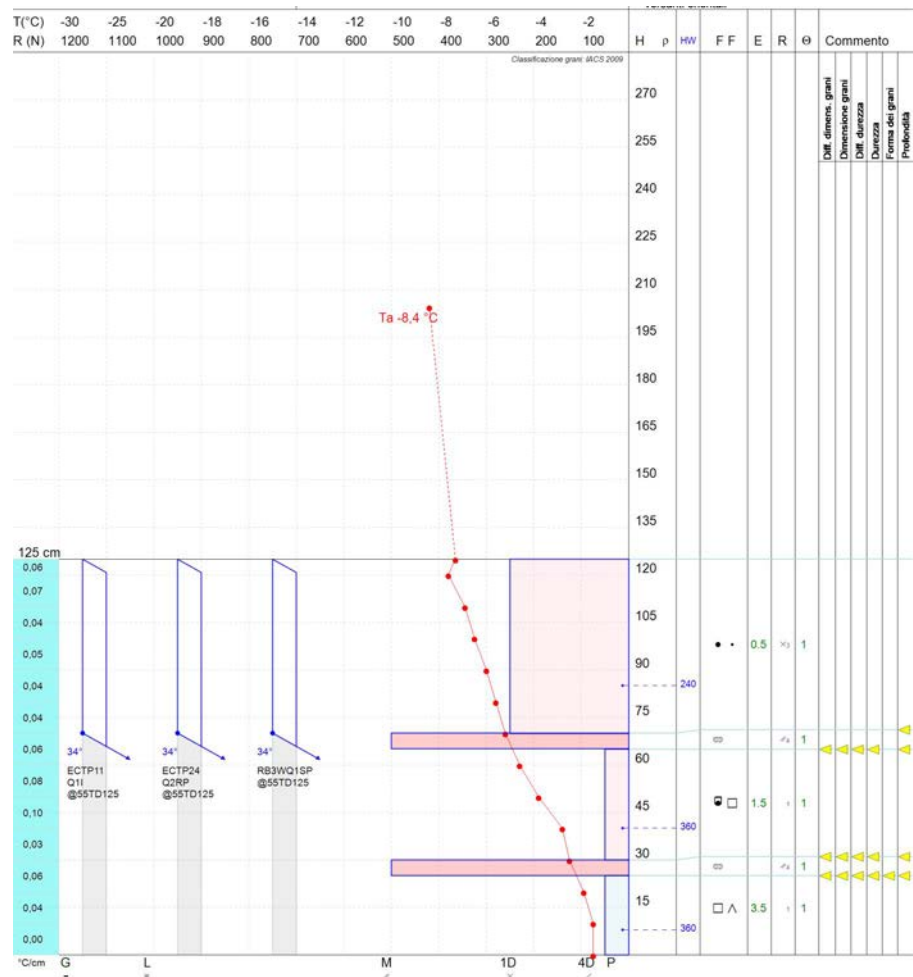 T(°C) -30 -25 -20 -18 -16 -14 -12 -10 -8 -6 -4 -2
R (N) 1200 1100 1000 900 800 700 600 500 400 300 200 100 H ρ HW F F E R Θ Commento
Classificazione grani: IACS 2009
Diff. dimens. grani
Dimensione grani
Diff. durezza
Durezza
Forma dei grani
Profondità
270
255
240
225
210
Ta -8,4 °C
195
180
165
150
135
125 cm
0,06 120
0,07
0,04 105
0,05 0.5 1
0,04 90
240
0,04 75
0,06 1
34° 34° 60
ECTP11 ECTP24 RB3WQ1SP
0,08 Q2RP
@55TD125 @55TD125 @55TD125
0,10 45 1.5 1
360
0,03 30
0,06 1
0,04 15 3.5 1
360
0,00
°C/cm G L M 1D 4D P